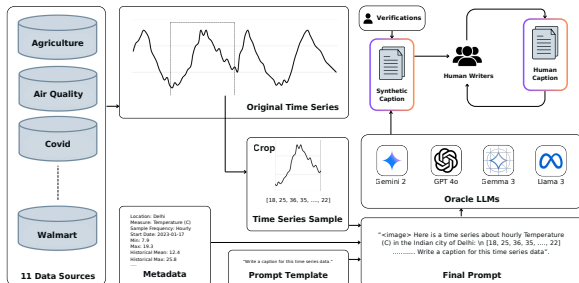 Agriculture
Air Quality
Covid
Walmart
11 Data Sources
Original Time Series
Crop
[18, 25, 36, 35, ...., 22]
Time Series Sample
Location: Delhi
Measure: Temperature (C)
Sample Frequency: Hourly
Start Date: 2023-01-17
Min: 7.9
Max: 19.3
Historical Mean: 12.4
Historical Max: 25.8
....
Metadata
"Write a caption for this time series data."
Prompt Template
Verifications
Synthetic
Caption
Human Writers
Human
Caption
Gemini 2
GPT 4o
Gemma 3
Llama 3
Oracle LLMs
"<image> Here is a time series about hourly Temperature
(C) in the Indian city of Delhi: \n [18, 25, 36, 35, ...., 22]
........... Write a caption for this time series data".
Final Prompt